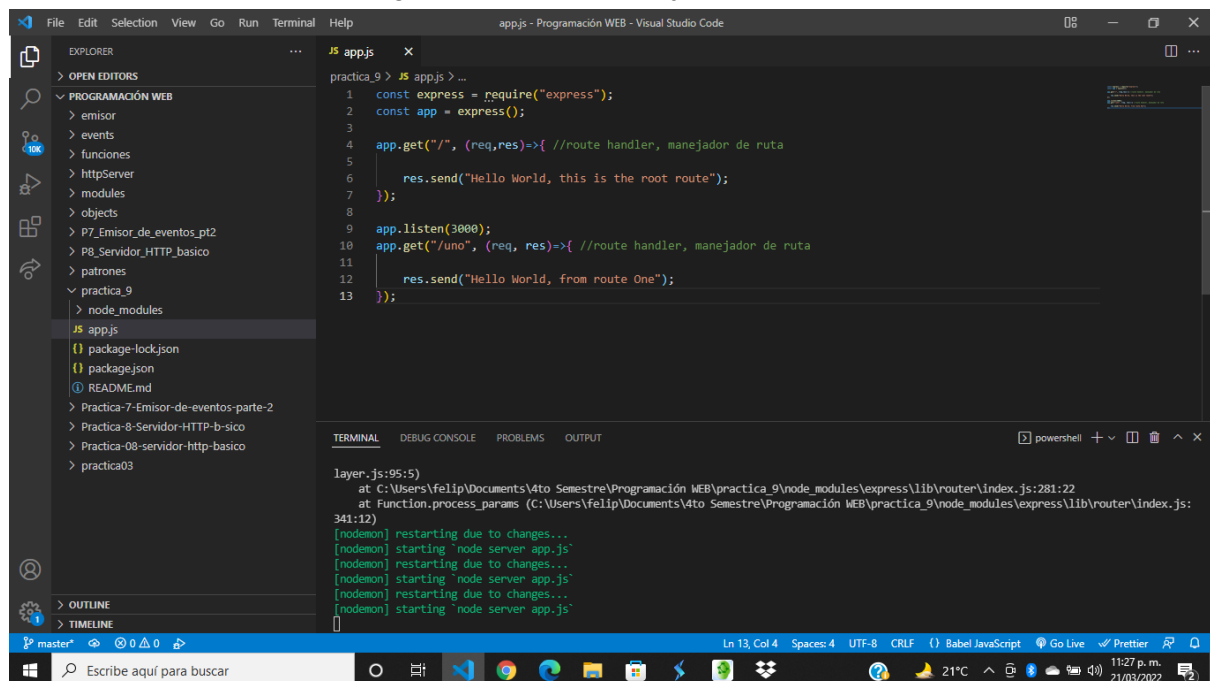 File Edit Selection View Go Run Terminal Help
app.js - Programación WEB - Visual Studio Code
EXPLORER
OPEN EDITORS
PROGRAMACIÓN WEB
emisor
events
funciones
httpServer
modules
objects
P7_Emisor_de_eventos_pt2
P8_Servidor_HTTP_basico
patrones
practica_9
node_modules
JS app.js
{} package-lock.json
{} package.json
README.md
Practica-7-Emisor-de-eventos-parte-2
Practica-8-Servidor-HTTP-b-sico
Practica-08-servidor-http-basico
practica03
OUTLINE
TIMELINE
10K
1
JS app.js
practica_9 > JS app.js > ...
1 const express = require("express");
2 const app = express();
3
4 app.get("/", (req,res)=>{ //route handler, manejador de ruta
5
6 res.send("Hello World, this is the root route");
7 });
8
9 app.listen(3000);
10 app.get("/uno", (req, res)=>{ //route handler, manejador de ruta
11
12 res.send("Hello World, from route One");
13 });
TERMINAL DEBUG CONSOLE PROBLEMS OUTPUT
powershell
layer.js:95:5)
at C:\Users\felip\Documents\4to Semestre\Programación WEB\practica_9\node_modules\express\lib\router\index.js:281:22
at Function.process_params (C:\Users\felip\Documents\4to Semestre\Programación WEB\practica_9\node_modules\express\lib\router\index.js:
341:12)
[nodemon] restarting due to changes...
[nodemon] starting `node server app.js`
[nodemon] restarting due to changes...
[nodemon] starting `node server app.js`
[nodemon] restarting due to changes...
[nodemon] starting `node server app.js`
master* 0 0 Ln 13, Col 4 Spaces: 4 UTF-8 CRLF {} Babel JavaScript Go Live Prettier
Escribe aquí para buscar
21°C
11:27 p. m.
21/03/2022
2